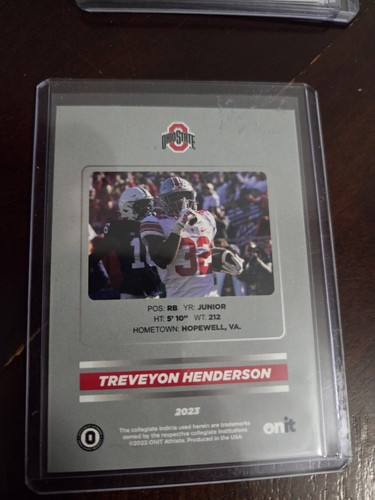 OHIO STATE
32
POS: RB YR: JUNIOR
HT: 5' 10" WT: 212
HOMETOWN: HOPEWELL, VA.
TREVEYON HENDERSON
2023
The collegiate indicia used herein are trademarks
owned by the respective collegiate institutions
©2023 ONIT Athlete. Produced in the USA
onit